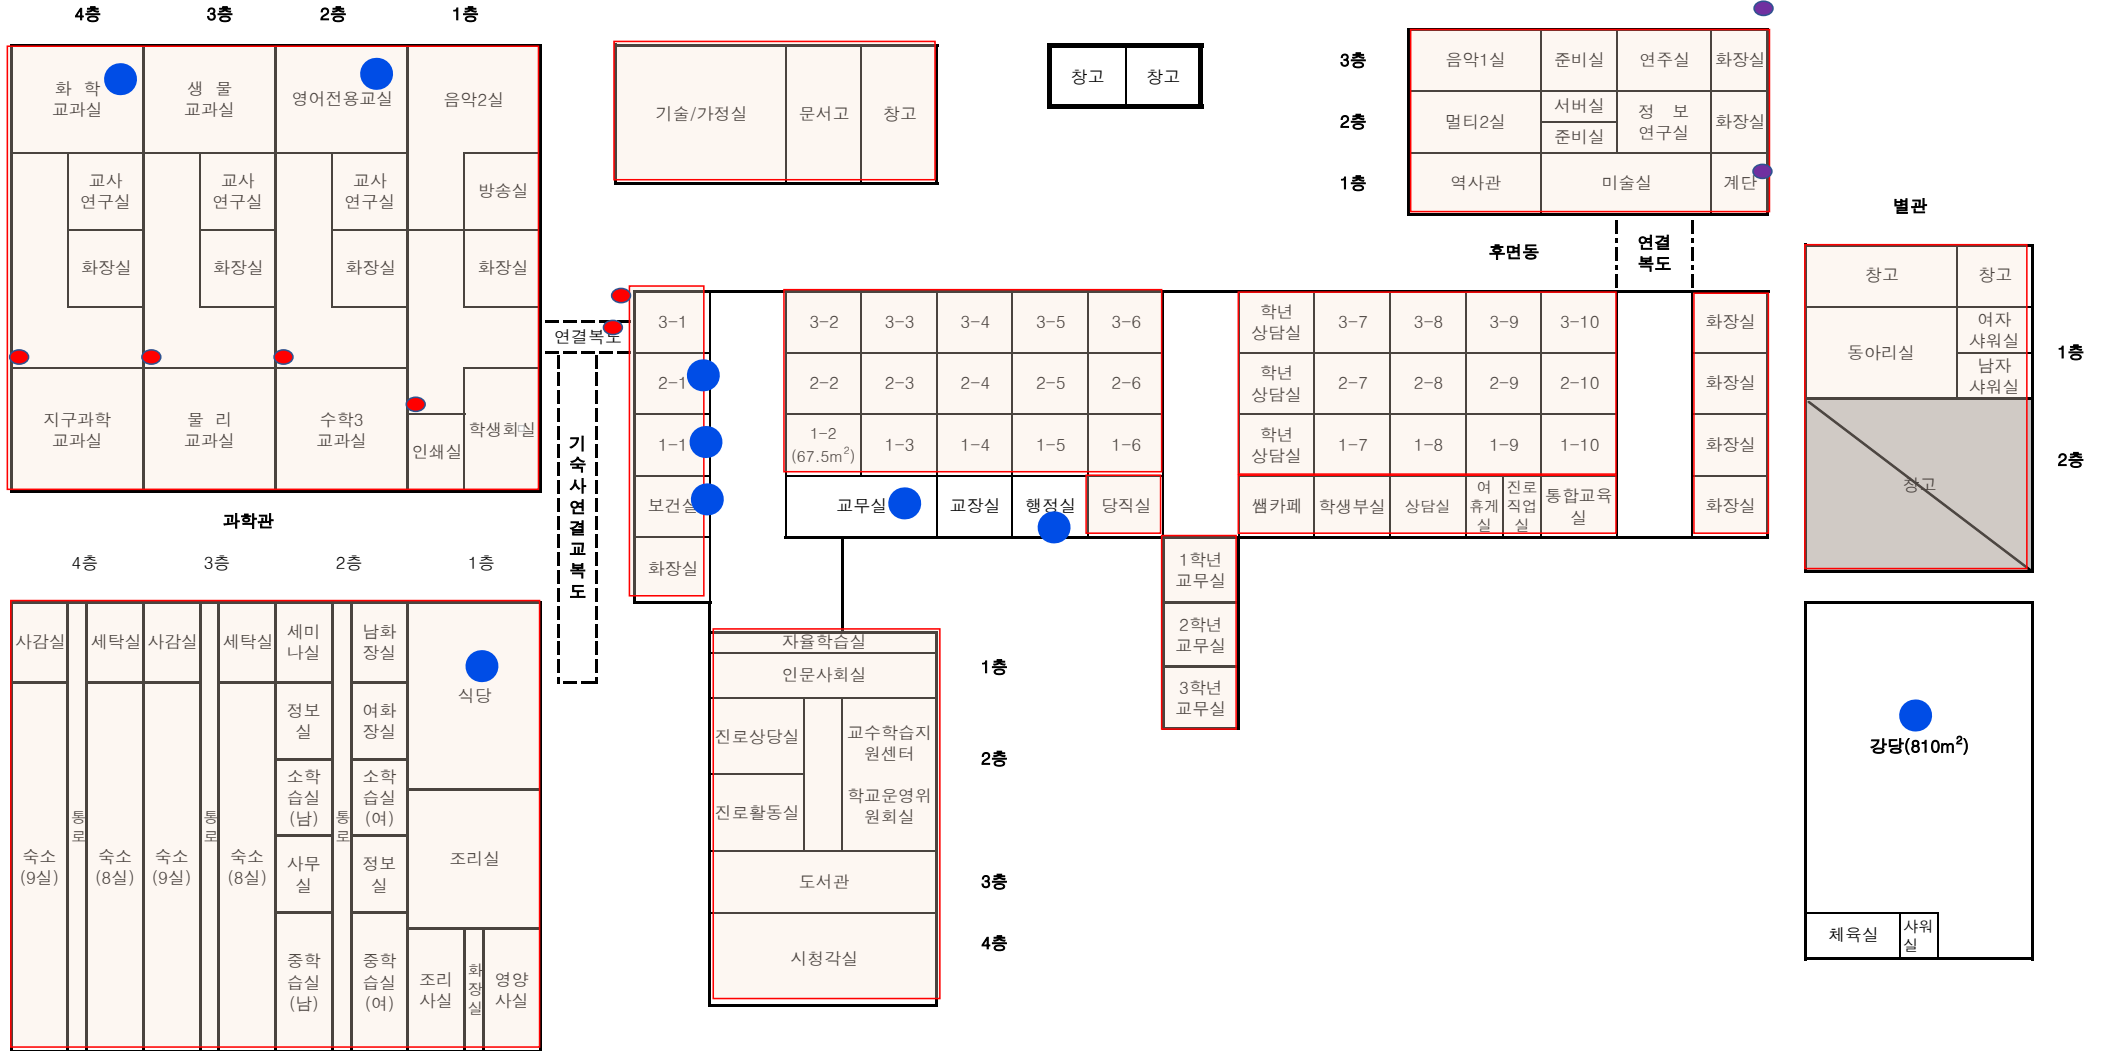 4층 3층 2층 1층
화 학
교과실
생 물
교과실
영어전용교실
음악2실
교사
연구실
교사
연구실
교사
연구실
방송실
화장실
화장실
화장실
화장실
지구과학
교과실
물 리
교과실
수학3
교과실
인쇄실
학생회실
과학관
기술/가정실
문서고
창고
창고
창고
3층
음악1실
준비실
연주실
화장실
2층
멀티2실
서버실
준비실
정 보
연구실
화장실
1층
역사관
미술실
계단
후면동
연결
복도
별관
창고
창고
동아리실
여자
샤워실
남자
샤워실
1층
창고
2층
연결복도
기숙사연결교복도
3-1
2-1
1-1
보건실
화장실
3-2 3-3 3-4 3-5 3-6
2-2 2-3 2-4 2-5 2-6
1-2
(67.5m²)
1-3 1-4 1-5 1-6
교무실
교장실
행정실
당직실
학년
상담실
3-7 3-8 3-9 3-10
화장실
학년
상담실
2-7 2-8 2-9 2-10
화장실
학년
상담실
1-7 1-8 1-9 1-10
화장실
쌤카페
학생부실
상담실
여
휴게
실
진로
직업
실
통합교육
실
화장실
1학년
교무실
2학년
교무실
3학년
교무실
4층 3층 2층 1층
사감실
세탁실
사감실
세탁실
세미
나실
남화
장실
식당
정보
실
여화
장실
통로
통로
통로
소학
습실
(남)
소학
습실
(여)
조리실
숙소
(9실)
숙소
(8실)
숙소
(9실)
숙소
(8실)
사무
실
정보
실
중학
습실
(남)
중학
습실
(여)
조리
사실
화장실
영양
사실
자율학습실
인문사회실
1층
진로상당실
교수학습지
원센터
2층
진로활동실
학교운영위
원회실
도서관
3층
시청각실
4층
강당(810m²)
체육실
샤워
실